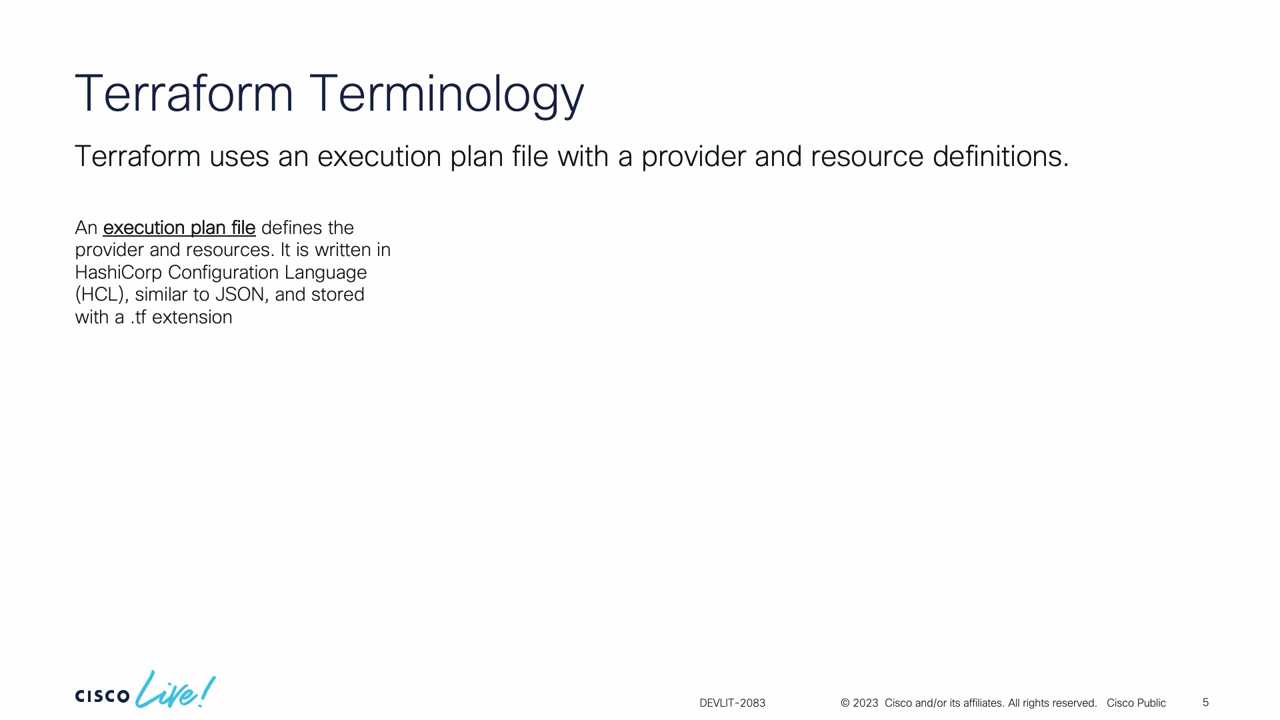 Terraform Terminology
Terraform uses an execution plan file with a provider and resource definitions.
An execution plan file defines the
provider and resources. It is written in
HashiCorp Configuration Language
(HCL), similar to JSON, and stored
with a .tf extension
CISCO Live!
DEVLIT-2083
© 2023 Cisco and/or its affiliates. All rights reserved. Cisco Public
5